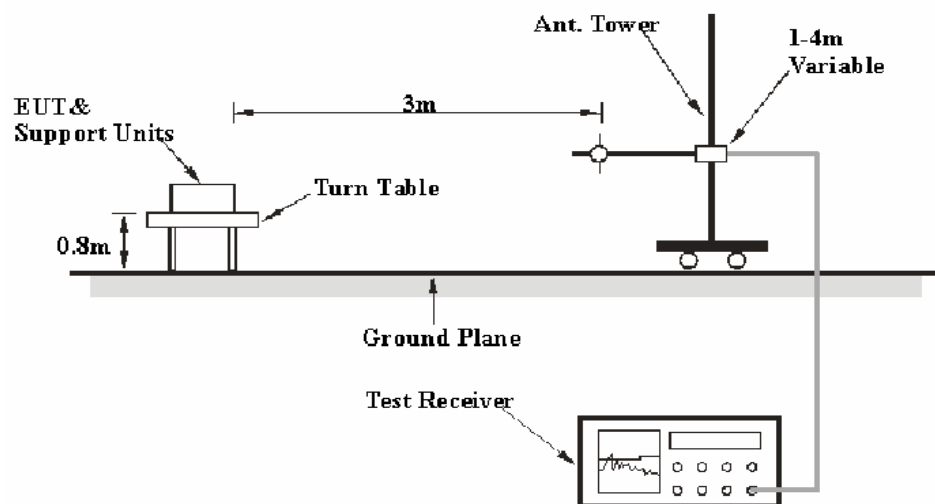 Ant. Tower
1-4m
Variable
3m
EUT&
Support Units
Turn Table
0.8m
Ground Plane
Test Receiver